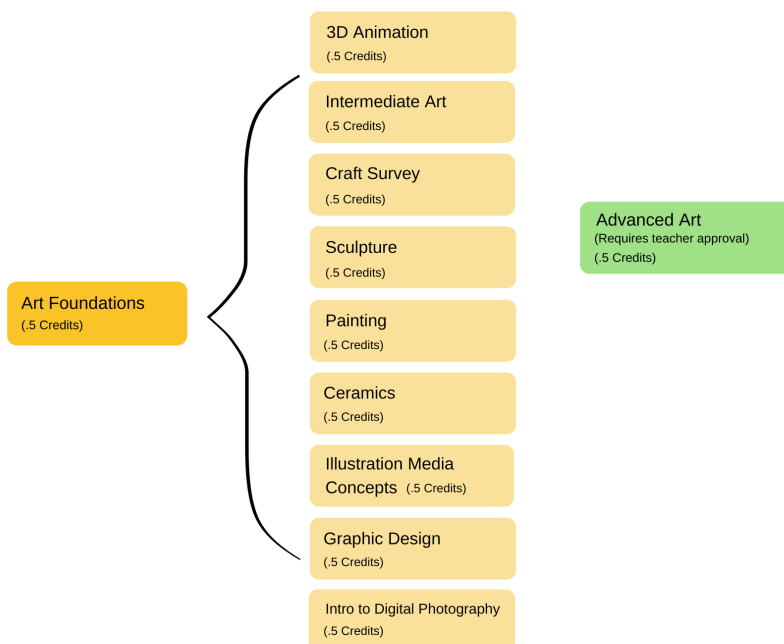 Art Foundations
(.5 Credits)
3D Animation
(.5 Credits)
Intermediate Art
(.5 Credits)
Craft Survey
(.5 Credits)
Sculpture
(.5 Credits)
Painting
(.5 Credits)
Ceramics
(.5 Credits)
Illustration Media
Concepts (.5 Credits)
Graphic Design
(.5 Credits)
Intro to Digital Photography
(.5 Credits)
Advanced Art
(Requires teacher approval)
(.5 Credits)